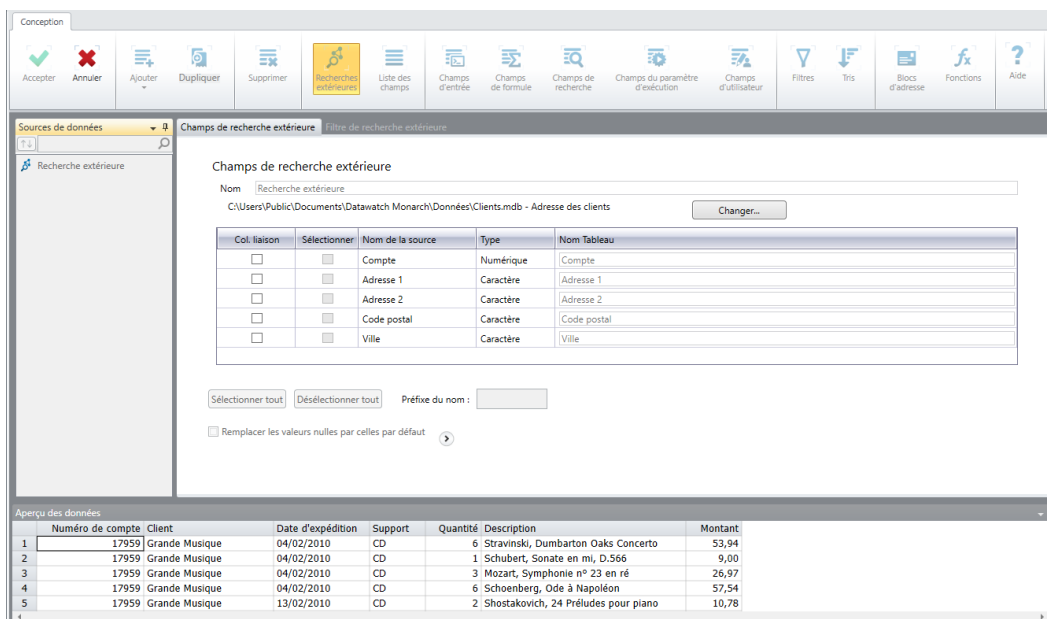 Conception
Accepter Annuler Ajouter Dupliquer Supprimer Recherches extérieures Liste des champs Champs d'entrée Champs de formule Champs de recherche Champs du paramètre d'exécution Champs d'utilisateur Filtres Tris Blocs d'adresse Fonctions Aide
Sources de données
Champs de recherche extérieure Filtre de recherche extérieure
Recherche extérieure
Champs de recherche extérieure
Nom Recherche extérieure
C:\Users\Public\Documents\Datawatch Monarch\Données\Clients.mdb - Adresse des clients Changer...
Col. liaison Sélectionner Nom de la source Type Nom Tableau
Compte Numérique Compte
Adresse 1 Caractère Adresse 1
Adresse 2 Caractère Adresse 2
Code postal Caractère Code postal
Ville Caractère Ville
Sélectionner tout Désélectionner tout Préfixe du nom :
Remplacer les valeurs nulles par celles par défaut
Aperçu des données
Numéro de compte Client Date d'expédition Support Quantité Description Montant
1 17959 Grande Musique 04/02/2010 CD 6 Stravinski, Dumbarton Oaks Concerto 53,94
2 17959 Grande Musique 04/02/2010 CD 1 Schubert, Sonate en mi, D.566 9,00
3 17959 Grande Musique 04/02/2010 CD 3 Mozart, Symphonie nº 23 en ré 26,97
4 17959 Grande Musique 04/02/2010 CD 6 Schoenberg, Ode à Napoléon 57,54
5 17959 Grande Musique 13/02/2010 CD 2 Shostakovich, 24 Préludes pour piano 10,78